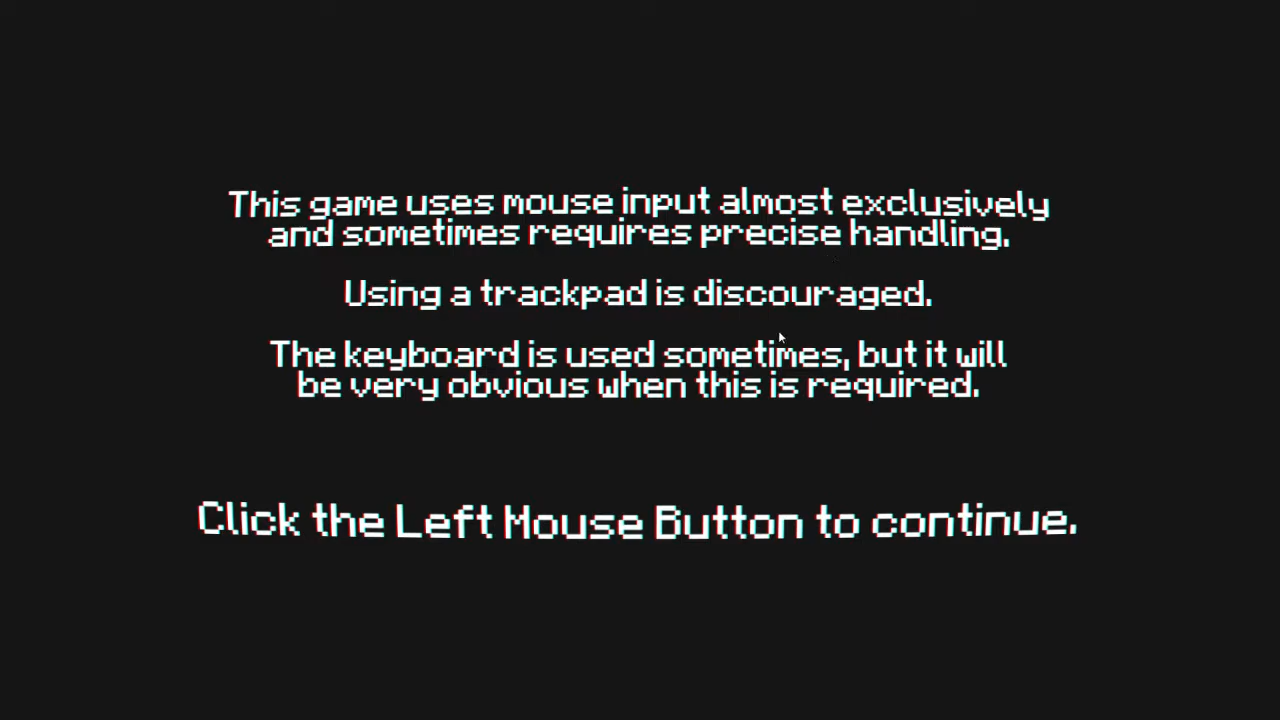 This game uses mouse input almost exclusively
and sometimes requires precise handling.
Using a trackpad is discouraged.
The keyboard is used sometimes, but it will
be very obvious when this is required.
Click the Left Mouse Button to continue.